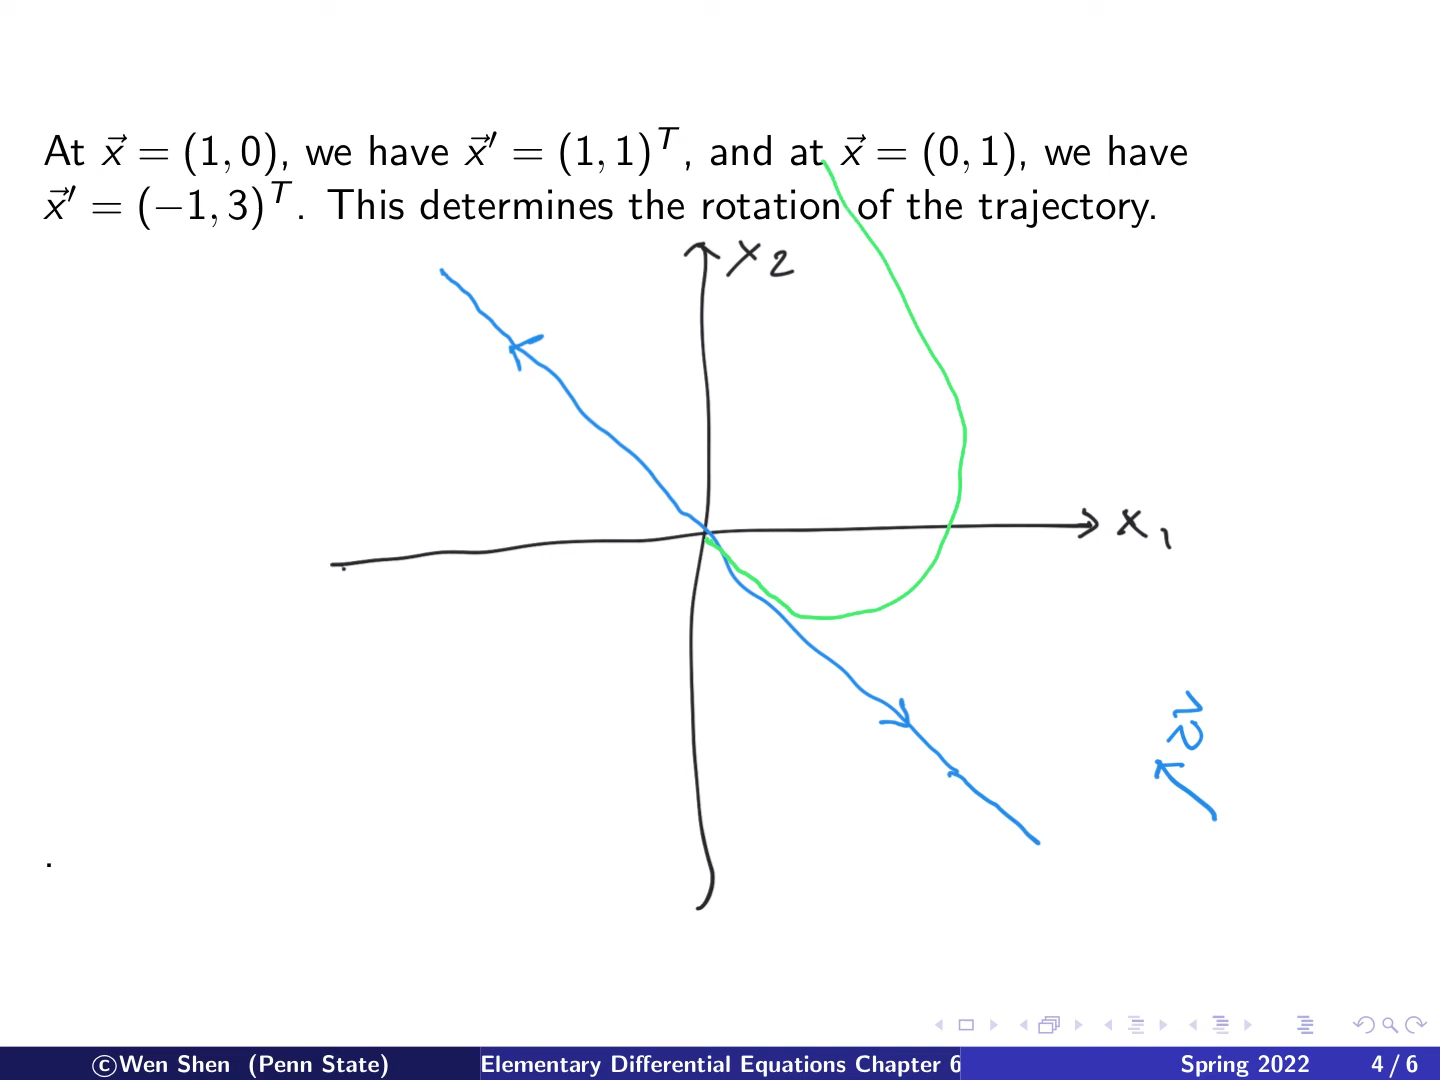 At x⃗ = (1, 0), we have x⃗′ = (1, 1)ᵀ, and at x⃗ = (0, 1), we have
x⃗′ = (−1, 3)ᵀ. This determines the rotation of the trajectory.
x₂
x₁
.
©Wen Shen (Penn State) Elementary Differential Equations Chapter 6 Spring 2022 4 / 6